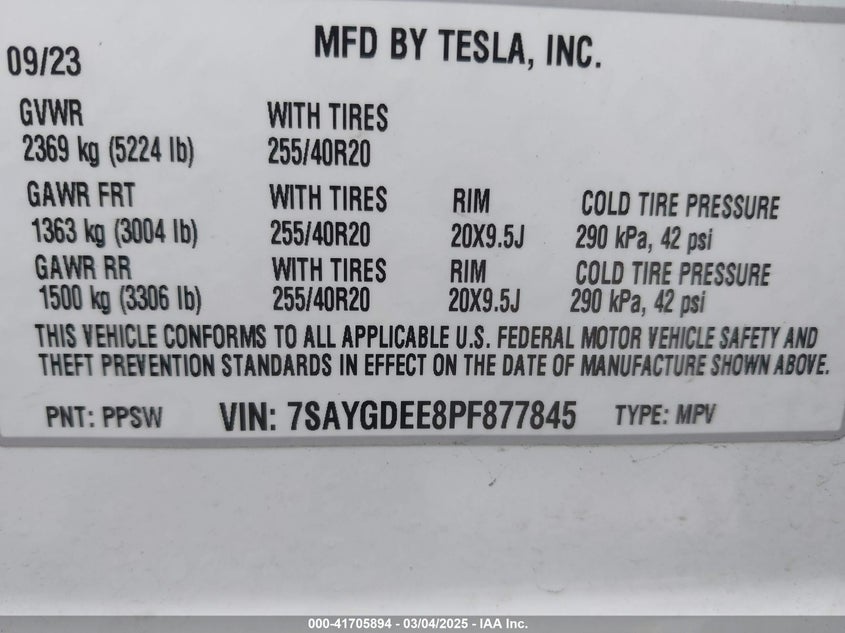 09/23 MFD BY TESLA, INC.
GVWR WITH TIRES
2369 kg (5224 lb) 255/40R20
GAWR FRT WITH TIRES RIM COLD TIRE PRESSURE
1363 kg (3004 lb) 255/40R20 20X9.5J 290 kPa, 42 psi
GAWR RR WITH TIRES RIM COLD TIRE PRESSURE
1500 kg (3306 lb) 255/40R20 20X9.5J 290 kPa, 42 psi
THIS VEHICLE CONFORMS TO ALL APPLICABLE U.S. FEDERAL MOTOR VEHICLE SAFETY AND
THEFT PREVENTION STANDARDS IN EFFECT ON THE DATE OF MANUFACTURE SHOWN ABOVE.
PNT: PPSW VIN: 7SAYGDEE8PF877845 TYPE: MPV
000-41705894 - 03/04/2025 - IAA Inc.